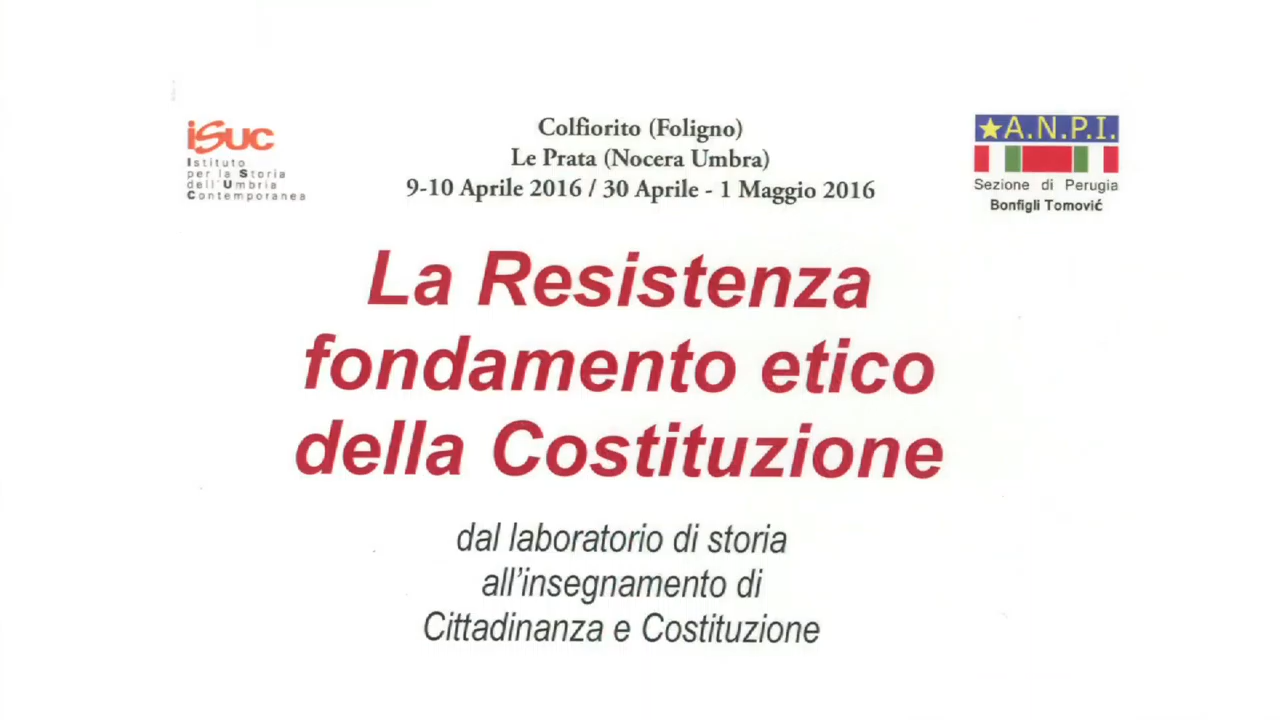 iSuc
Istituto
per la Storia
dell'Umbria
Contemporanea
Colfiorito (Foligno)
Le Prata (Nocera Umbra)
9-10 Aprile 2016 / 30 Aprile - 1 Maggio 2016
A.N.P.I.
Sezione di Perugia
Bonfigli Tomović
La Resistenza
fondamento etico
della Costituzione
dal laboratorio di storia
all'insegnamento di
Cittadinanza e Costituzione